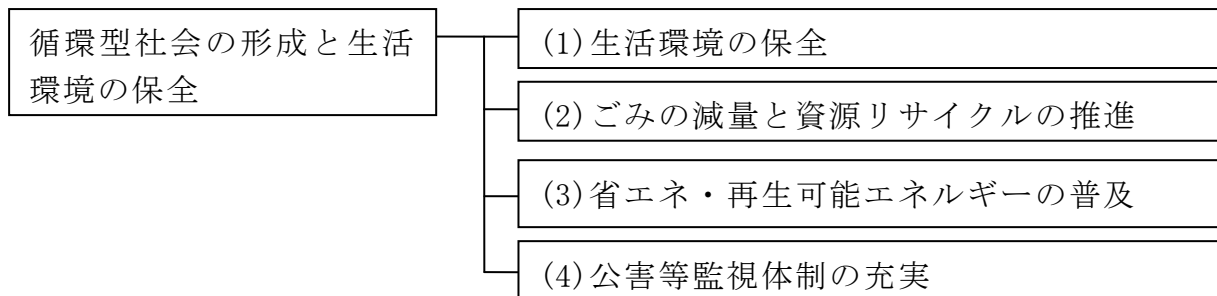 循環型社会の形成と生活
環境の保全
(1)生活環境の保全
(2)ごみの減量と資源リサイクルの推進
(3)省エネ・再生可能エネルギーの普及
(4)公害等監視体制の充実